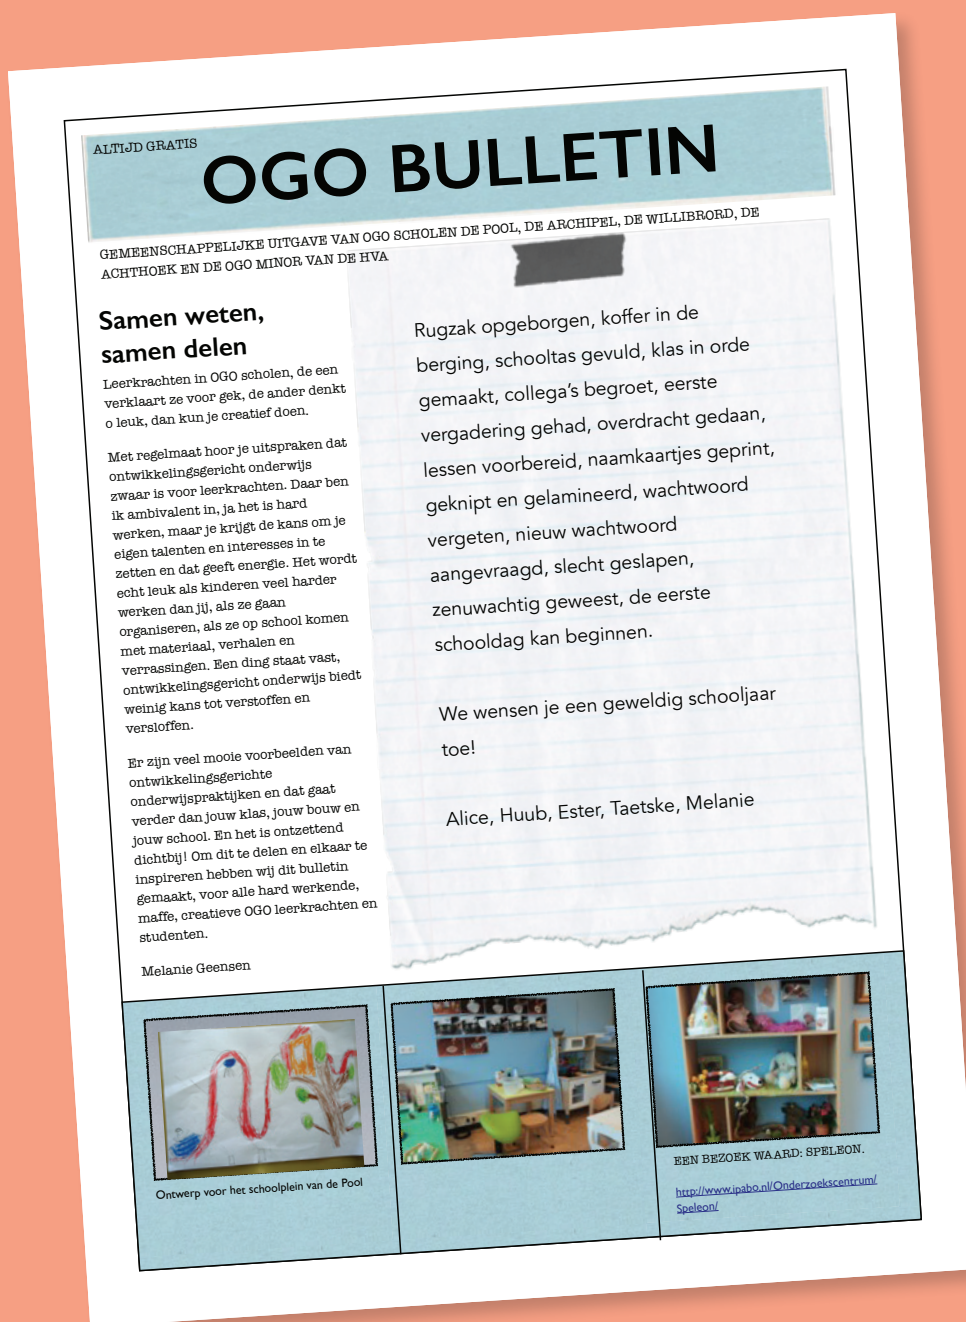 ALTIJD GRATIS
OGO BULLETIN
GEMEENSCHAPPELIJKE UITGAVE VAN OGO SCHOLEN DE POOL, DE ARCHIPEL, DE WILLIBRORD, DE
ACHTHOEK EN DE OGO MINOR VAN DE HVA
Samen weten,
samen delen
Leerkrachten in OGO scholen, de een
verklaart ze voor gek, de ander denkt
o leuk, dan kun je creatief doen.
Met regelmaat hoor je uitspraken dat
ontwikkelingsgericht onderwijs
zwaar is voor leerkrachten. Daar ben
ik ambivalent in, ja het is hard
werken, maar je krijgt de kans om je
eigen talenten en interesses in te
zetten en dat geeft energie. Het wordt
echt leuk als kinderen veel harder
werken dan jij, als ze gaan
organiseren, als ze op school komen
met materiaal, verhalen en
verrassingen. Een ding staat vast,
ontwikkelingsgericht onderwijs biedt
weinig kans tot verstoffen en
versloffen.
Er zijn veel mooie voorbeelden van
ontwikkelingsgerichte
onderwijspraktijken en dat gaat
verder dan jouw klas, jouw bouw en
jouw school. En het is ontzettend
dichtbij! Om dit te delen en elkaar te
inspireren hebben wij dit bulletin
gemaakt, voor alle hard werkende,
maffe, creatieve OGO leerkrachten en
studenten.
Melanie Geensen
Rugzak opgeborgen, koffer in de
berging, schooltas gevuld, klas in orde
gemaakt, collega's begroet, eerste
vergadering gehad, overdracht gedaan,
lessen voorbereid, naamkaartjes geprint,
geknipt en gelamineerd, wachtwoord
vergeten, nieuw wachtwoord
aangevraagd, slecht geslapen,
zenuwachtig geweest, de eerste
schooldag kan beginnen.
We wensen je een geweldig schooljaar
toe!
Alice, Huub, Ester, Taetske, Melanie
Ontwerp voor het schoolplein van de Pool
EEN BEZOEK WAARD: SPELEON.
http://www.ipabo.nl/Onderzoekscentrum/
Speleon/